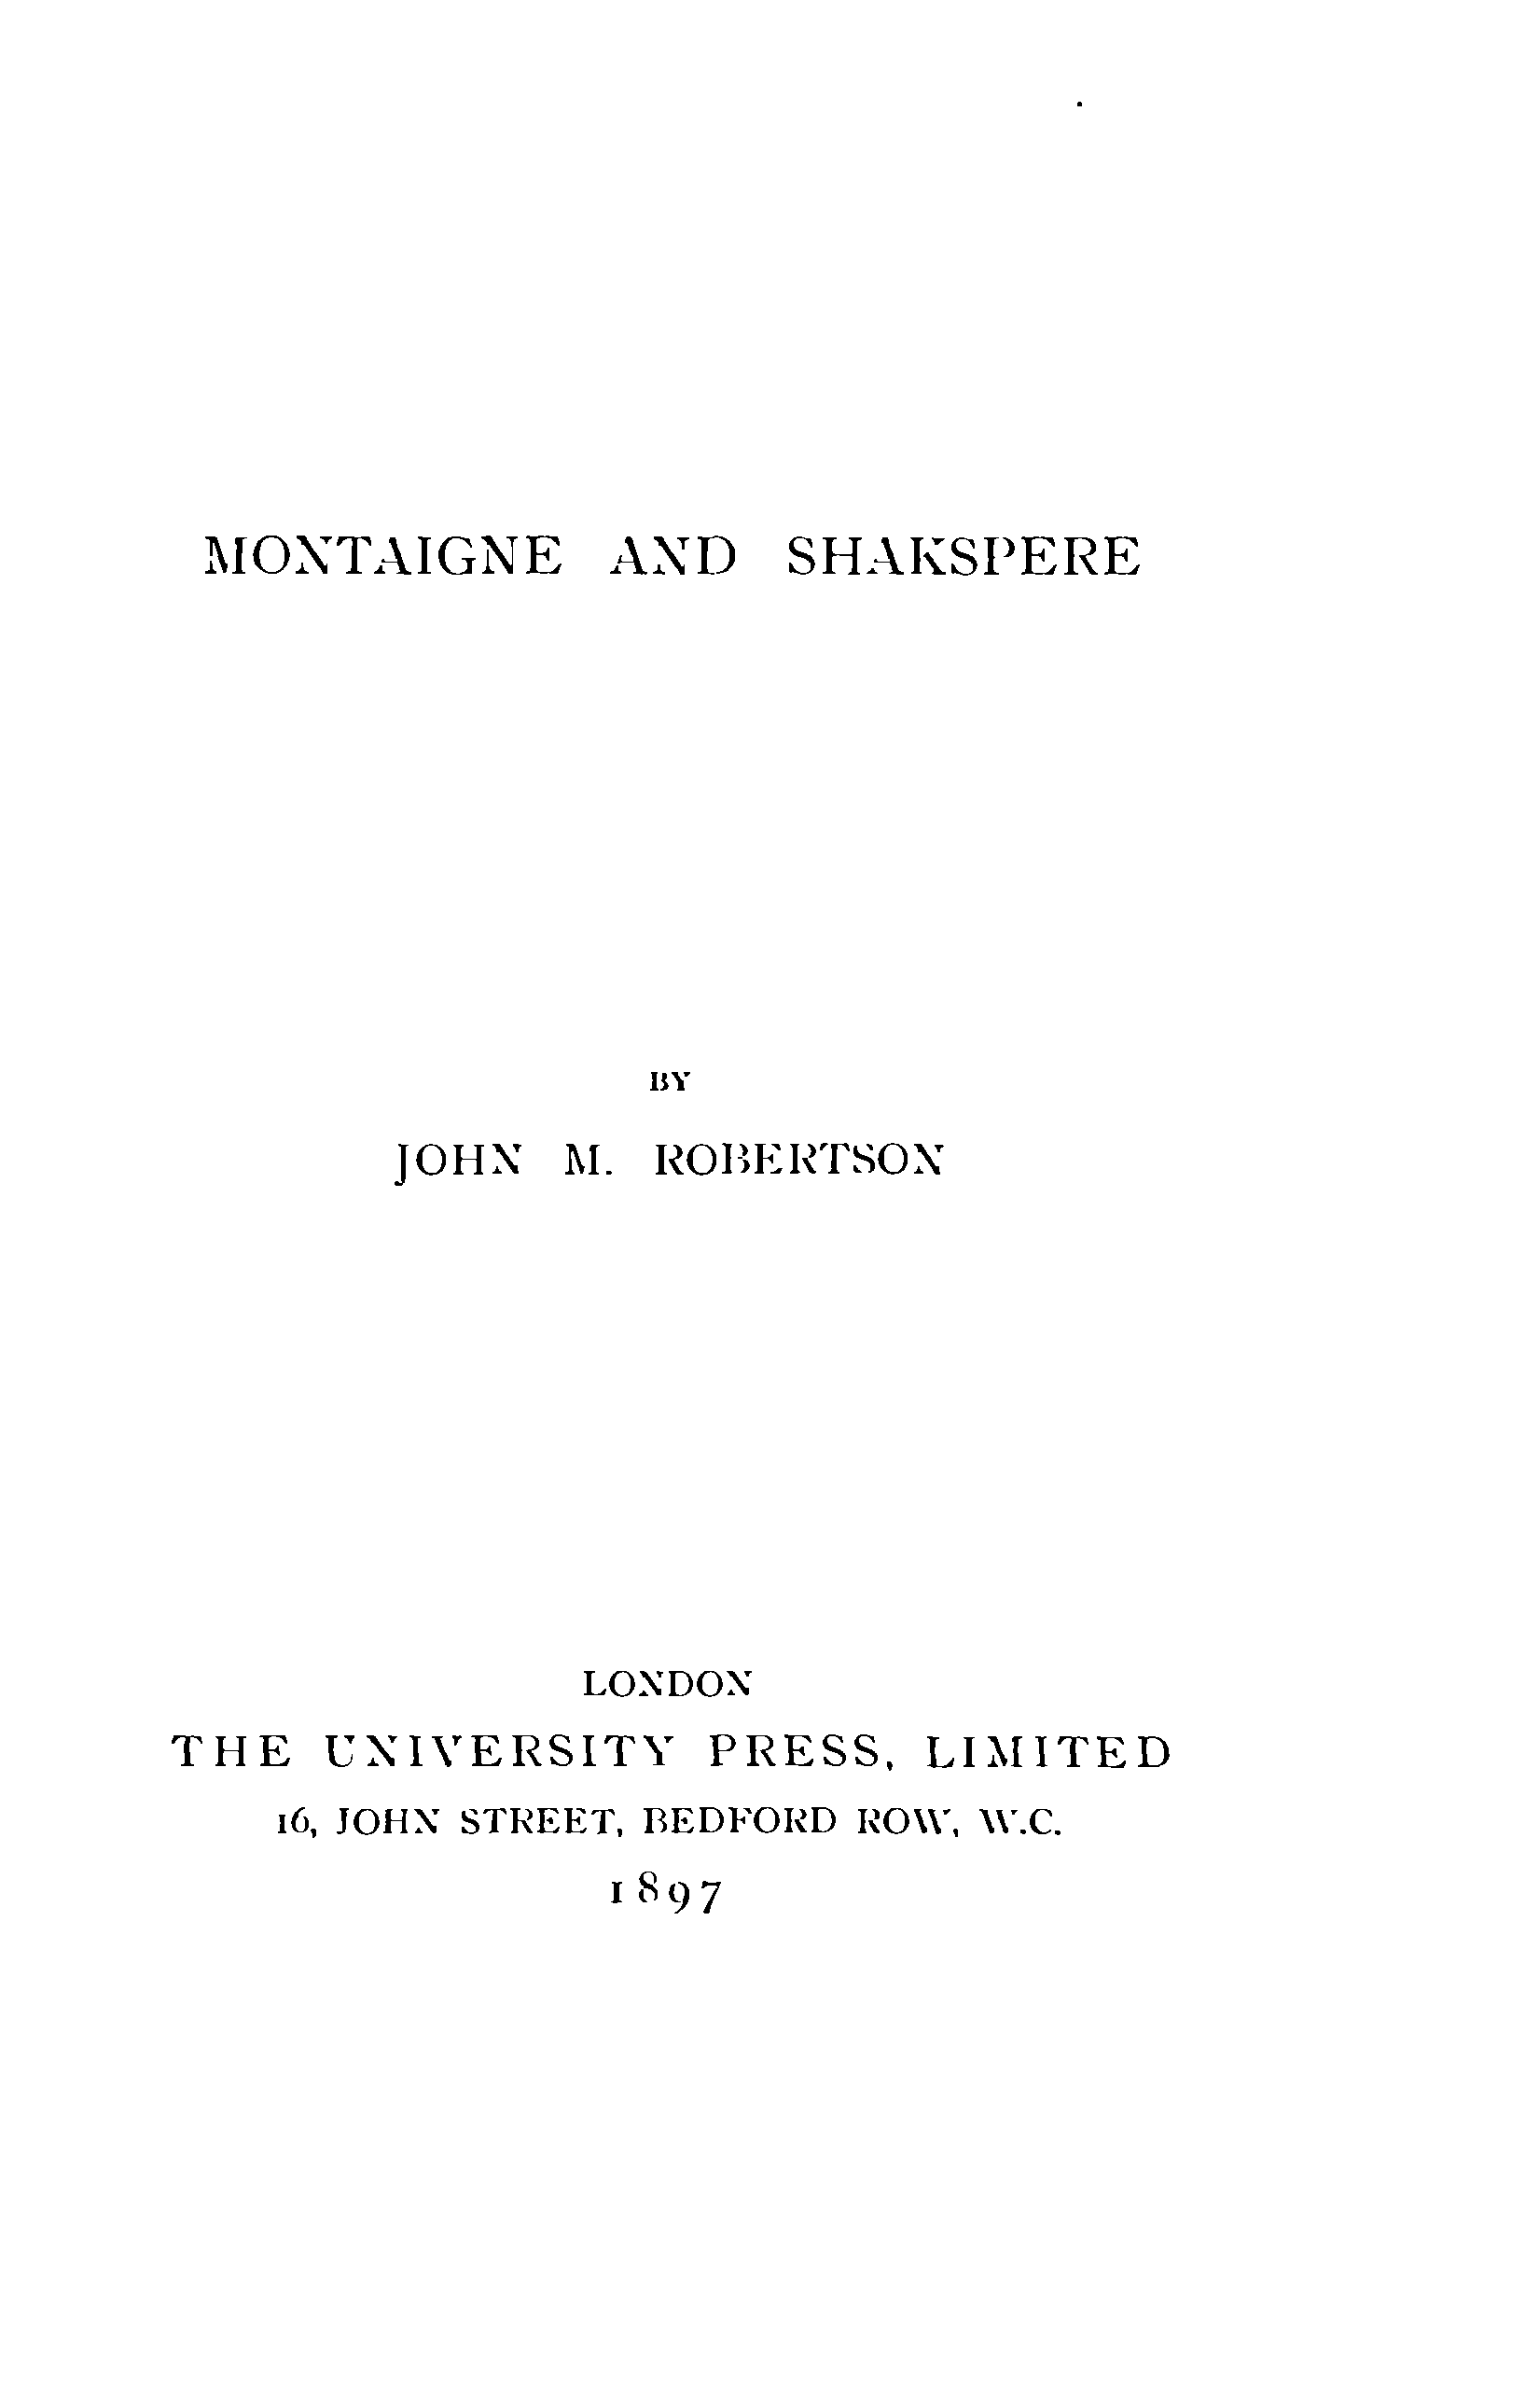 MONTAIGNE AND SHAKSPERE
BY
JOHN M. ROBERTSON
LONDON
THE UNIVERSITY PRESS, LIMITED
16, JOHN STREET, BEDFORD ROW, W.C.
1897